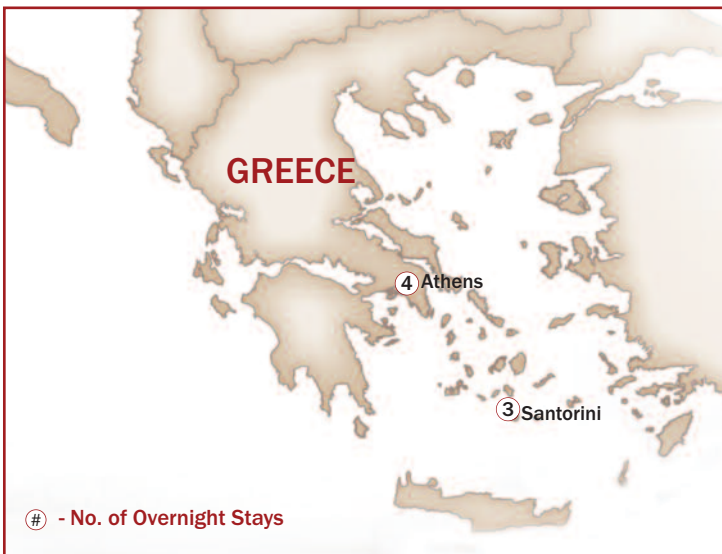 GREECE
4 Athens
3 Santorini
# - No. of Overnight Stays